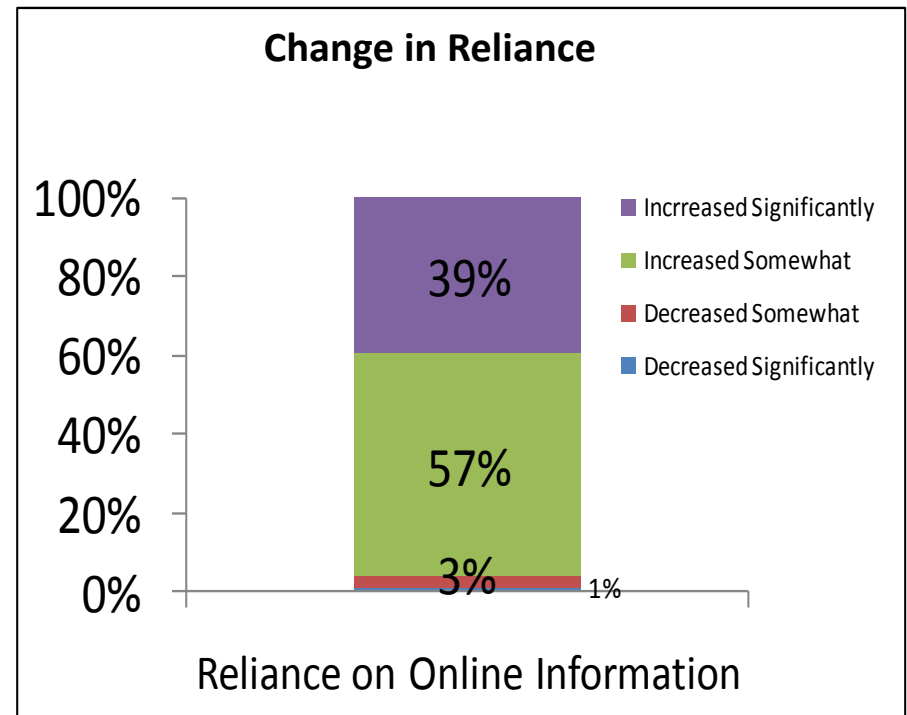 Change in Reliance
100%
80%
60%
40%
20%
0%
39%
57%
3%
1%
Incrreased Significantly
Increased Somewhat
Decreased Somewhat
Decreased Significantly
Reliance on Online Information